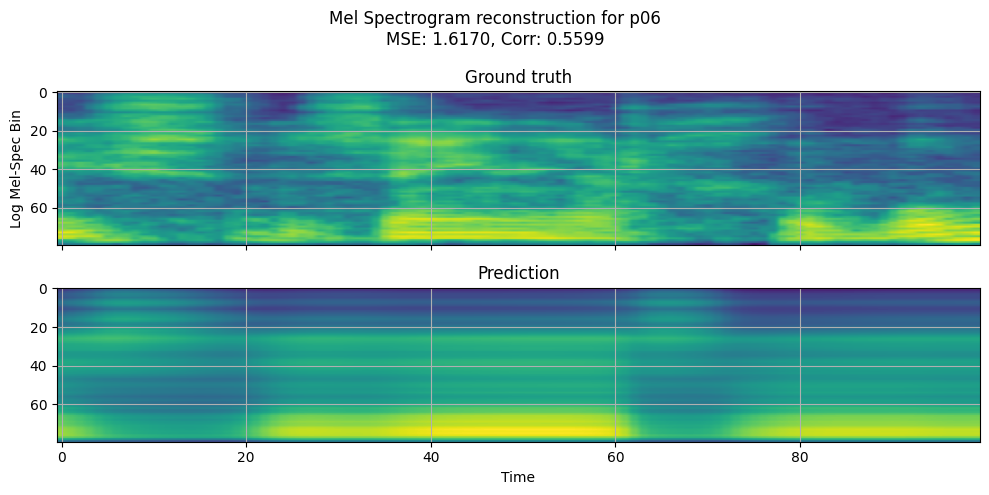 Mel Spectrogram reconstruction for p06
MSE: 1.6170, Corr: 0.5599
Ground truth
0
20
40
60
Log Mel-Spec Bin
Prediction
0
20
40
60
0 20 40 60 80
Time